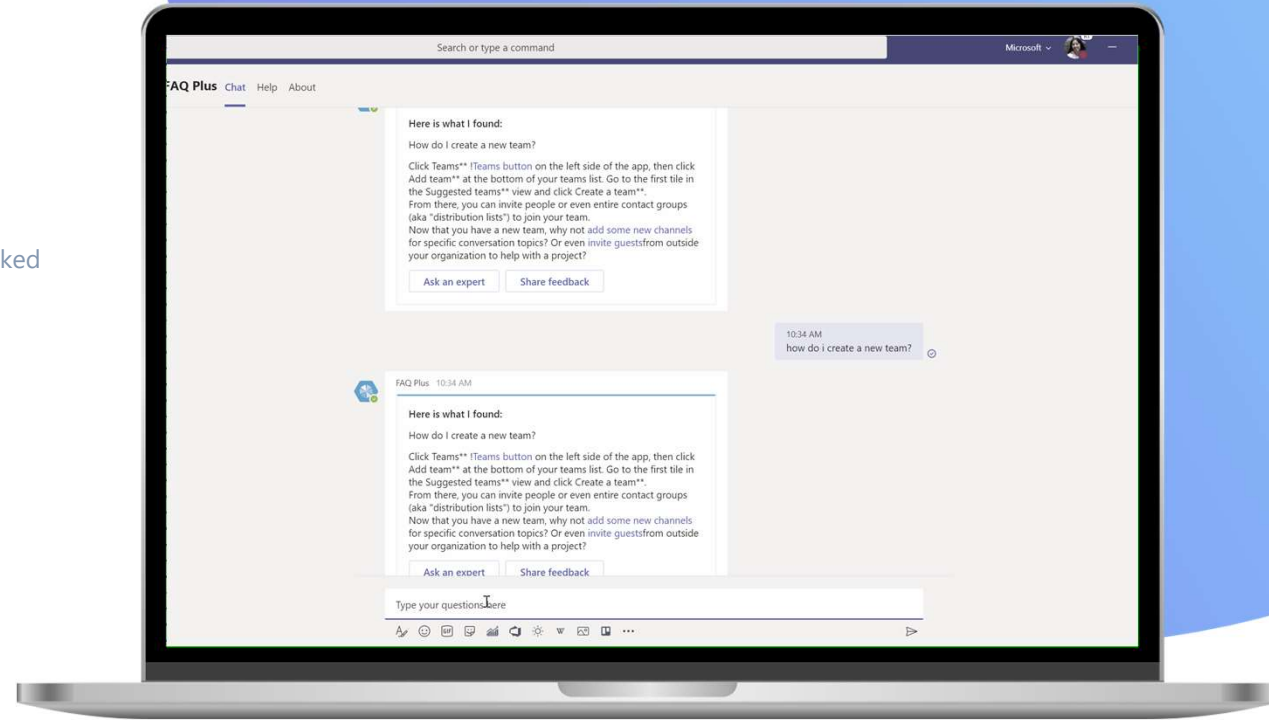 Search or type a command
Microsoft
FAQ Plus Chat Help About
Here is what I found:
How do I create a new team?
Click Teams** !Teams button on the left side of the app, then click
Add team** at the bottom of your teams list. Go to the first tile in
the Suggested teams** view and click Create a team**.
From there, you can invite people or even entire contact groups
(aka "distribution lists") to join your team.
Now that you have a new team, why not add some new channels
for specific conversation topics? Or even invite guestsfrom outside
your organization to help with a project?
Ask an expert Share feedback
ked
10:34 AM
how do i create a new team?
FAQ Plus 10:34 AM
Here is what I found:
How do I create a new team?
Click Teams** !Teams button on the left side of the app, then click
Add team** at the bottom of your teams list. Go to the first tile in
the Suggested teams** view and click Create a team**.
From there, you can invite people or even entire contact groups
(aka "distribution lists") to join your team.
Now that you have a new team, why not add some new channels
for specific conversation topics? Or even invite guestsfrom outside
your organization to help with a project?
Ask an expert Share feedback
Type your questions here
GIF
W